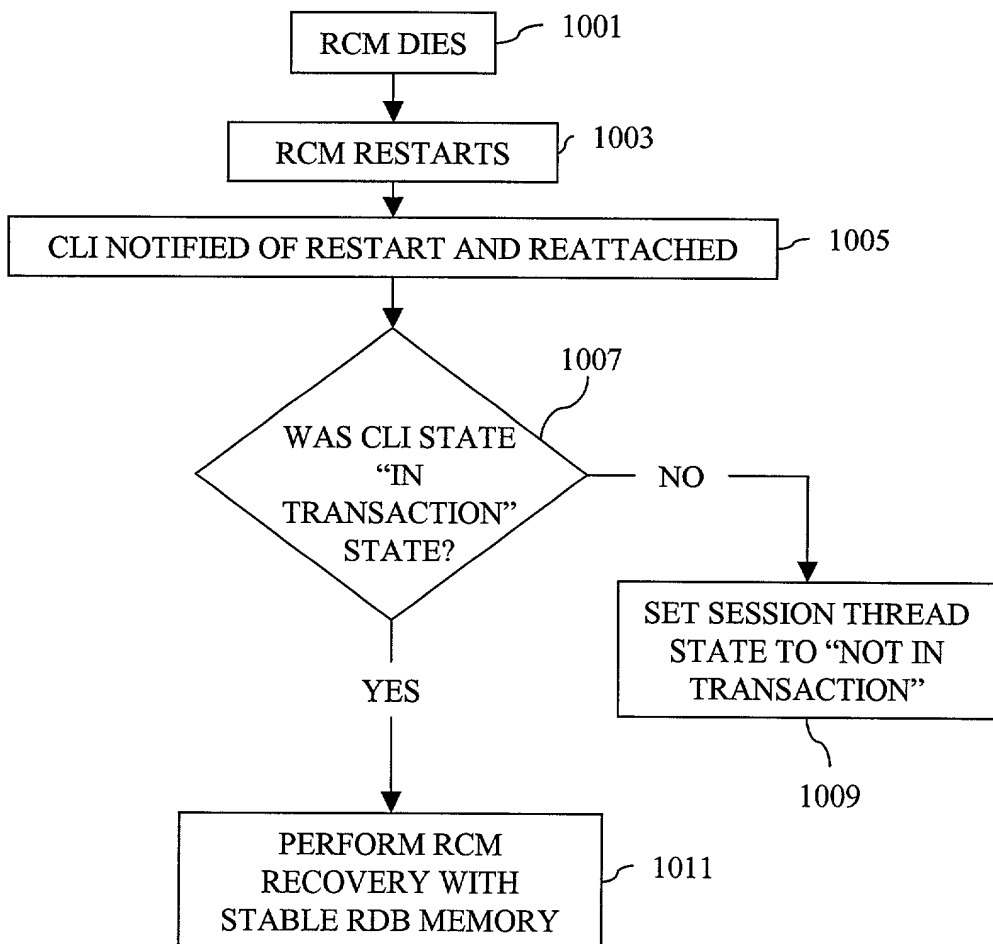 RCM DIES
1001
RCM RESTARTS
1003
CLI NOTIFIED OF RESTART AND REATTACHED
1005
1007
WAS CLI STATE
“IN
TRANSACTION”
STATE?
NO
SET SESSION THREAD
STATE TO “NOT IN
TRANSACTION”
1009
YES
PERFORM RCM
RECOVERY WITH
STABLE RDB MEMORY
1011